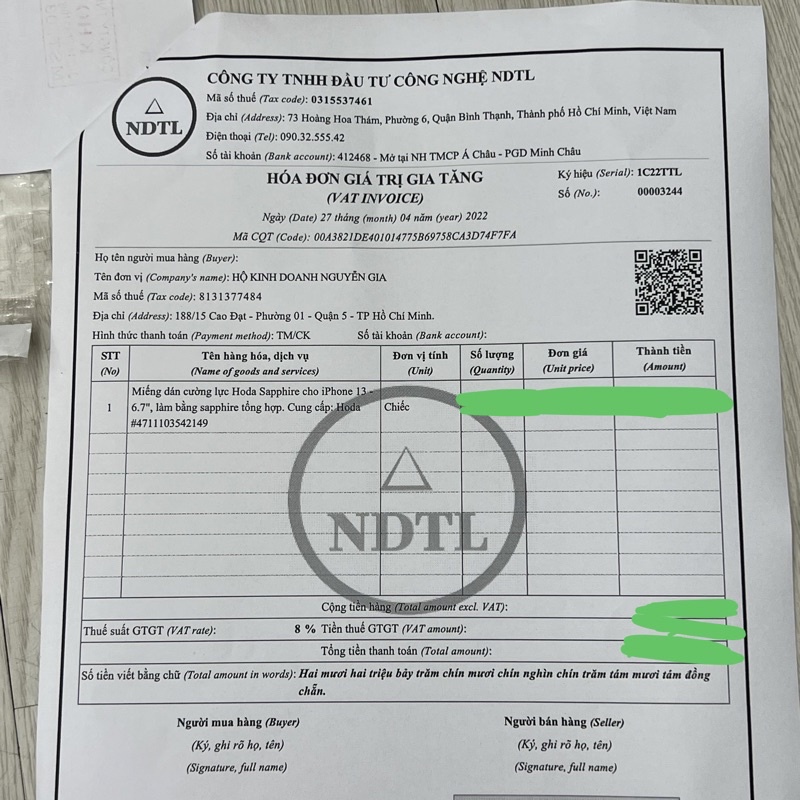 CÔNG TY TNHH ĐẦU TƯ CÔNG NGHỆ NDTL
Mã số thuế (Tax code): 0315537461
Địa chỉ (Address): 73 Hoàng Hoa Thám, Phường 6, Quận Bình Thạnh, Thành phố Hồ Chí Minh, Việt Nam
Điện thoại (Tel): 090.32.555.42
Số tài khoản (Bank account): 412468 - Mở tại NH TMCP Á Châu - PGD Minh Châu
NDTL
HÓA ĐƠN GIÁ TRỊ GIA TĂNG
(VAT INVOICE)
Ngày (Date) 27 tháng (month) 04 năm (year) 2022
Mã CQT (Code): 00A3821DE401014775B69758CA3D74F7FA
Ký hiệu (Serial): 1C22TTL
Số (No.): 00003244
Họ tên người mua hàng (Buyer):
Tên đơn vị (Company's name): HỘ KINH DOANH NGUYỄN GIA
Mã số thuế (Tax code): 8131377484
Địa chỉ (Address): 188/15 Cao Đạt - Phường 01 - Quận 5 - TP Hồ Chí Minh.
Hình thức thanh toán (Payment method): TM/CK Số tài khoản (Bank account):
STT Tên hàng hóa, dịch vụ Đơn vị tính Số lượng Đơn giá Thành tiền
(No) (Name of goods and services) (Unit) (Quantity) (Unit price) (Amount)
1 Miếng dán cường lực Hoda Sapphire cho iPhone 13 -
6.7", làm bằng sapphire tổng hợp. Cung cấp: Hoda Chiếc
#4711103542149
NDTL
Cộng tiền hàng (Total amount excl. VAT):
Thuế suất GTGT (VAT rate): 8 % Tiền thuế GTGT (VAT amount):
Tổng tiền thanh toán (Total amount):
Số tiền viết bằng chữ (Total amount in words): Hai mươi hai triệu bảy trăm chín mươi chín nghìn chín trăm tám mươi tám đồng
chẵn.
Người mua hàng (Buyer) Người bán hàng (Seller)
(Ký, ghi rõ họ, tên) (Ký, ghi rõ họ, tên)
(Signature, full name) (Signature, full name)